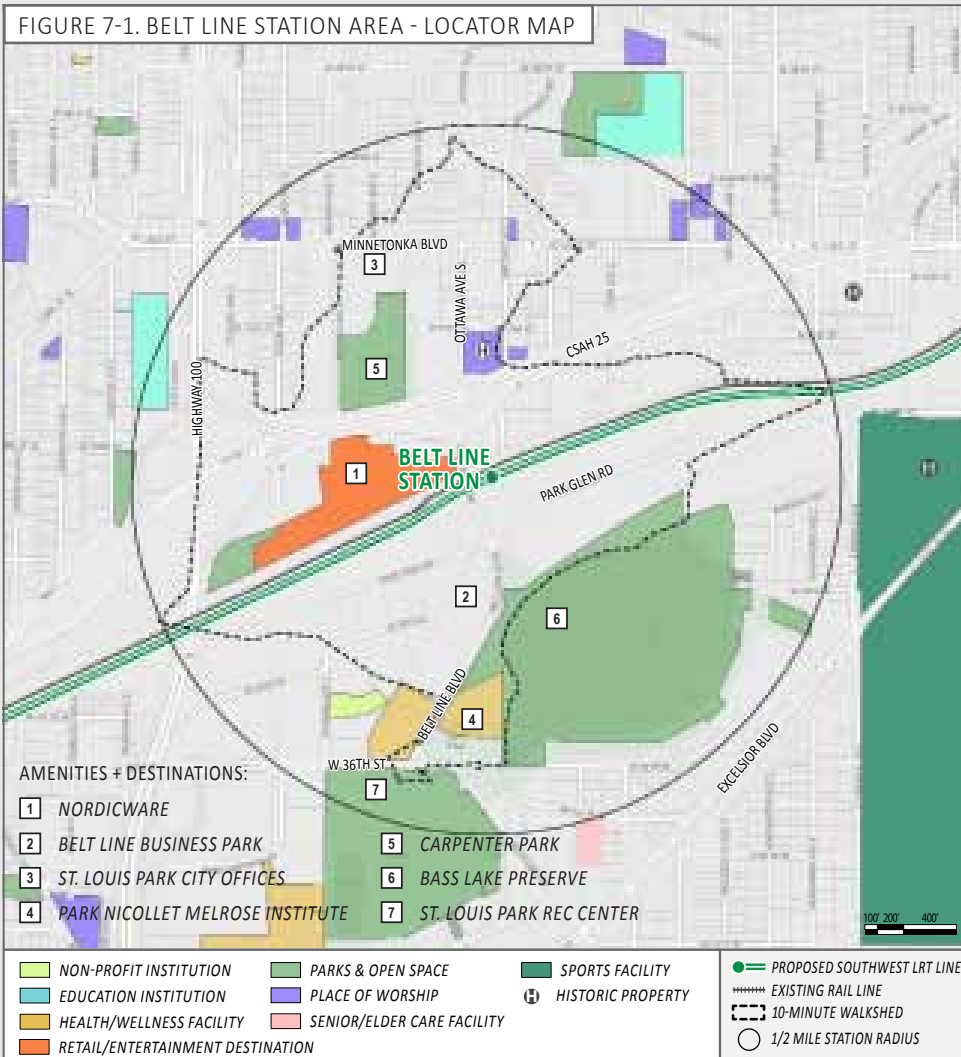 FIGURE 7-1. BELT LINE STATION AREA - LOCATOR MAP
MINNETONKA BLVD
3
OTTAWA AVE S
H
H
CSAH 25
5
HIGHWAY 100
1
BELT LINE
STATION
H
PARK GLEN RD
2
6
BELT LINE BLVD
4
W 36TH ST
EXCELSIOR BLVD
7
AMENITIES + DESTINATIONS:
1 NORDICWARE
2 BELT LINE BUSINESS PARK
3 ST. LOUIS PARK CITY OFFICES
4 PARK NICOLLET MELROSE INSTITUTE
5 CARPENTER PARK
6 BASS LAKE PRESERVE
7 ST. LOUIS PARK REC CENTER
100' 200' 400'
NON-PROFIT INSTITUTION
EDUCATION INSTITUTION
HEALTH/WELLNESS FACILITY
RETAIL/ENTERTAINMENT DESTINATION
PARKS & OPEN SPACE
PLACE OF WORSHIP
SENIOR/ELDER CARE FACILITY
SPORTS FACILITY
H HISTORIC PROPERTY
PROPOSED SOUTHWEST LRT LINE
EXISTING RAIL LINE
10-MINUTE WALKSHED
1/2 MILE STATION RADIUS